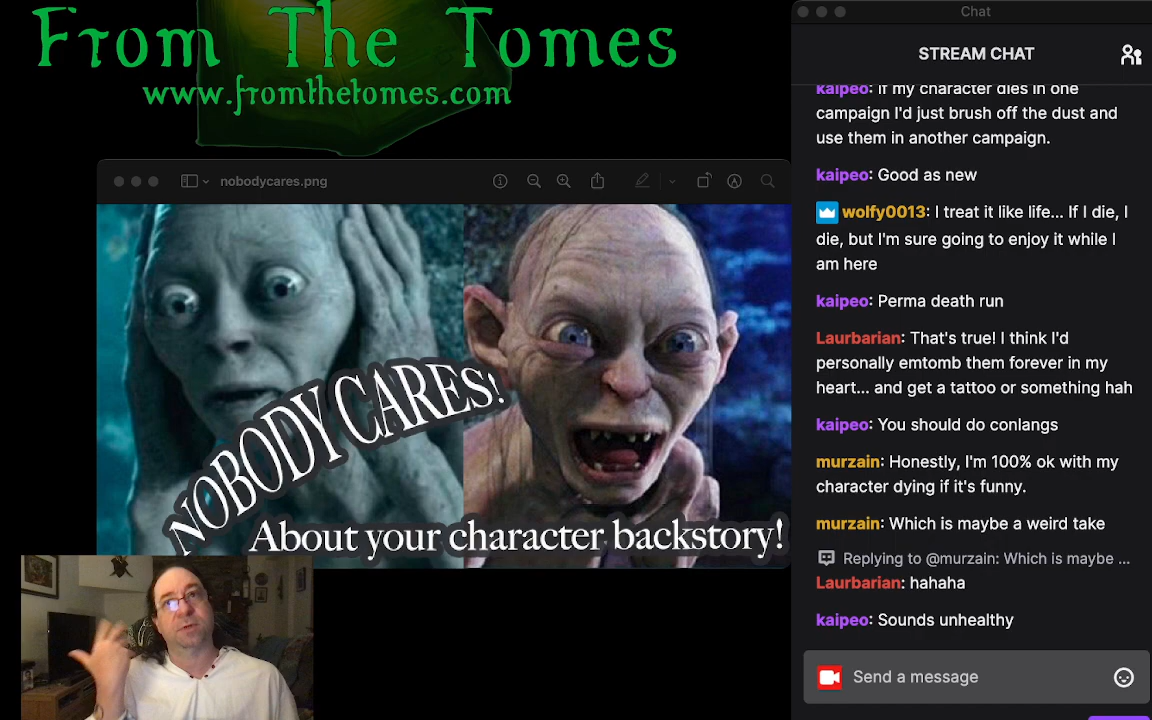 From The Tomes
www.fromthetomes.com
nobodycares.png
NOBODY CARES!
About your character backstory!
Chat
STREAM CHAT
kaipeo: If my character dies in one
campaign I'd just brush off the dust and
use them in another campaign.
kaipeo: Good as new
wolfy0013: I treat it like life... If I die, I
die, but I'm sure going to enjoy it while I
am here
kaipeo: Perma death run
Laurbarian: That's true! I think I'd
personally emtomb them forever in my
heart... and get a tattoo or something hah
kaipeo: You should do conlangs
murzain: Honestly, I'm 100% ok with my
character dying if it's funny.
murzain: Which is maybe a weird take
Replying to @murzain: Which is maybe ...
Laurbarian: hahaha
kaipeo: Sounds unhealthy
Send a message